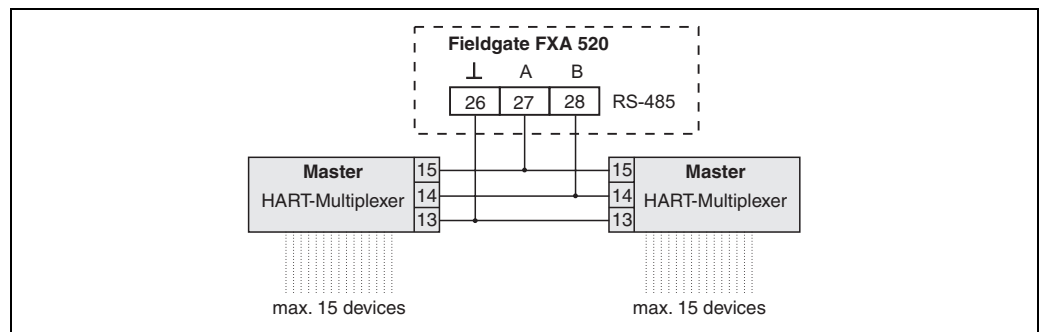 Fieldgate FXA 520
⊥ A B
26 27 28 RS-485
Master 15 15 Master
HART-Multiplexer 14 14 HART-Multiplexer
13 13
max. 15 devices max. 15 devices